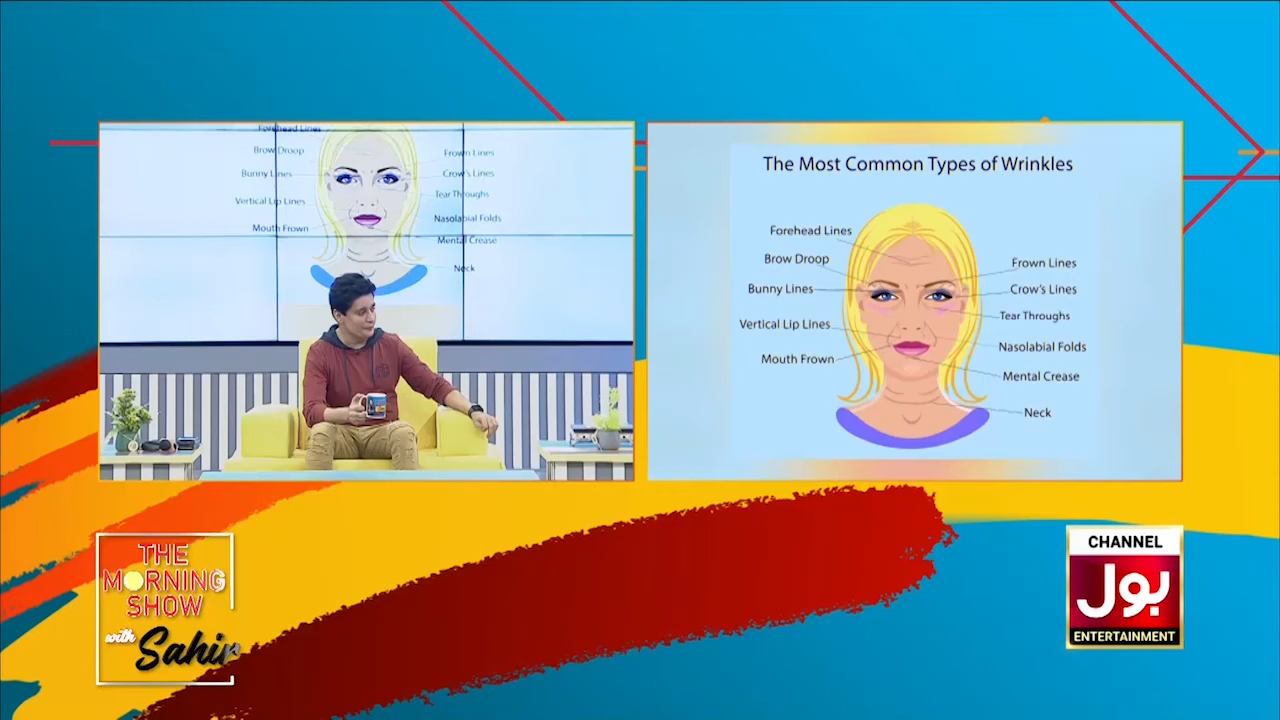 Forehead Lines
Brow Droop
Bunny Lines
Vertical Lip Lines
Mouth Frown
Frown Lines
Crow's Lines
Tear Throughs
Nasolabial Folds
Mental Crease
Neck
The Most Common Types of Wrinkles
Forehead Lines
Brow Droop
Bunny Lines
Vertical Lip Lines
Mouth Frown
Frown Lines
Crow's Lines
Tear Throughs
Nasolabial Folds
Mental Crease
Neck
THE
MORNING
SHOW
with Sahir
CHANNEL
بول
ENTERTAINMENT